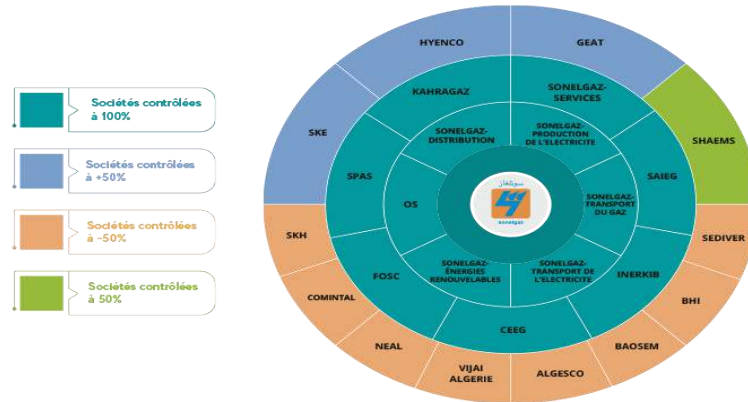 Sociétés contrôlées
à 100%
Sociétés contrôlées
à +50%
Sociétés contrôlées
à -50%
Sociétés contrôlées
à 50%
HYENCO
GEAT
SKE
SHAEMS
KAHRAGAZ
SONELGAZ-
SERVICES
SPAS
SAIEG
SONELGAZ-
DISTRIBUTION
SONELGAZ-
PRODUCTION
DE L'ELECTRICITE
OS
سونلغاز
sonelgaz
SONELGAZ-
TRANSPORT
DU GAZ
SONELGAZ-
ÉNERGIES
RENOUVELABLES
SONELGAZ-
TRANSPORT DE
L'ELECTRICITE
FOSC
INERKIB
CEEG
SKH
SEDIVER
COMINTAL
BHI
NEAL
BAOSEM
VIJAI
ALGERIE
ALGESCO